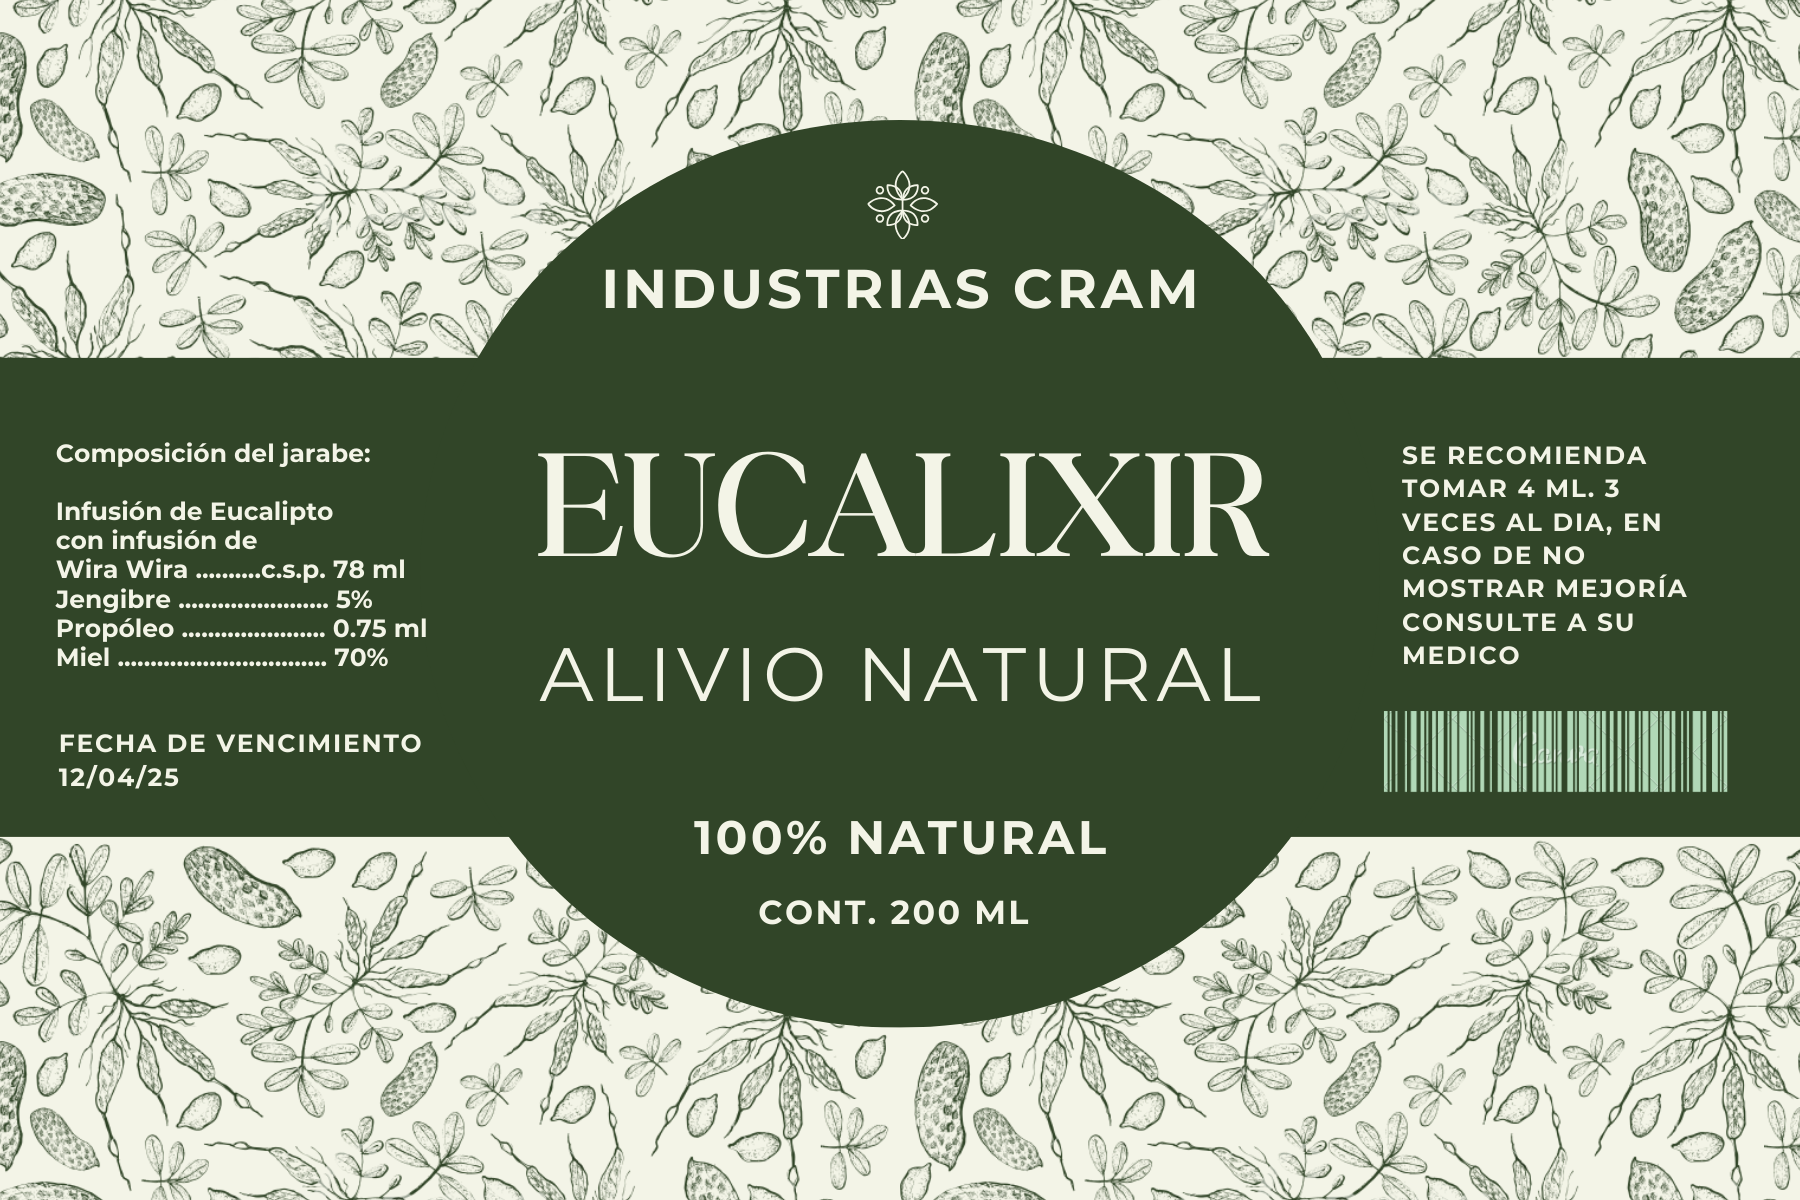 INDUSTRIAS CRAM
Composición del jarabe:
Infusión de Eucalipto
con infusión de
Wira Wira ..........c.s.p. 78 ml
Jengibre ....................... 5%
Propóleo ...................... 0.75 ml
Miel ................................ 70%
FECHA DE VENCIMIENTO
12/04/25
EUCALIXIR
ALIVIO NATURAL
100% NATURAL
CONT. 200 ML
SE RECOMIENDA
TOMAR 4 ML. 3
VECES AL DIA, EN
CASO DE NO
MOSTRAR MEJORÍA
CONSULTE A SU
MEDICO
Canva